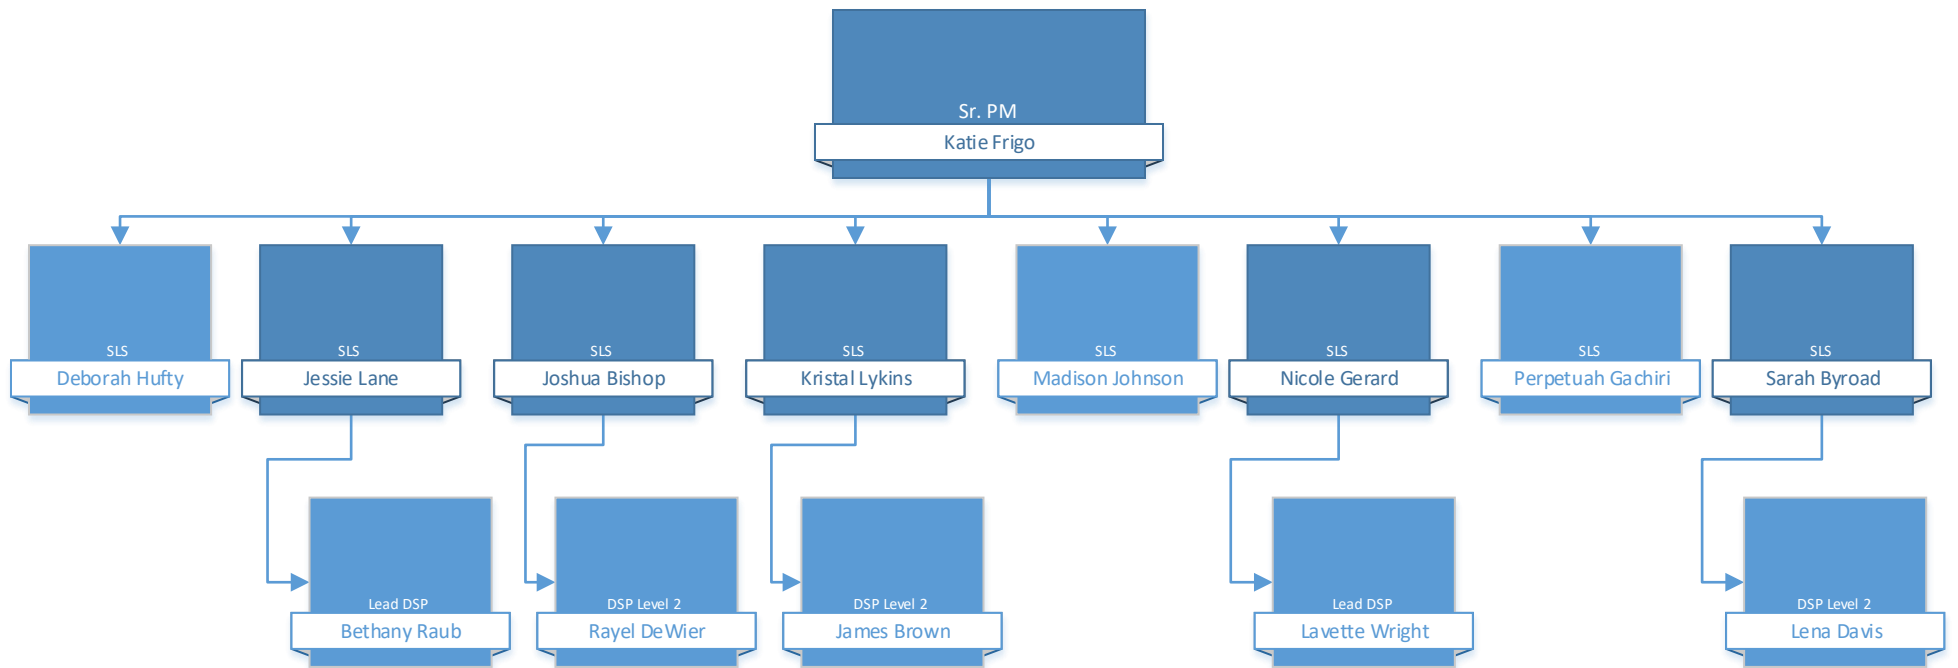 Sr. PM
Katie Frigo
SLS
Deborah Hufty
SLS
Jessie Lane
SLS
Joshua Bishop
SLS
Kristal Lykins
SLS
Madison Johnson
SLS
Nicole Gerard
SLS
Perpetuah Gachiri
SLS
Sarah Byroad
Lead DSP
Bethany Raub
DSP Level 2
Rayel DeWier
DSP Level 2
James Brown
Lead DSP
Lavette Wright
DSP Level 2
Lena Davis